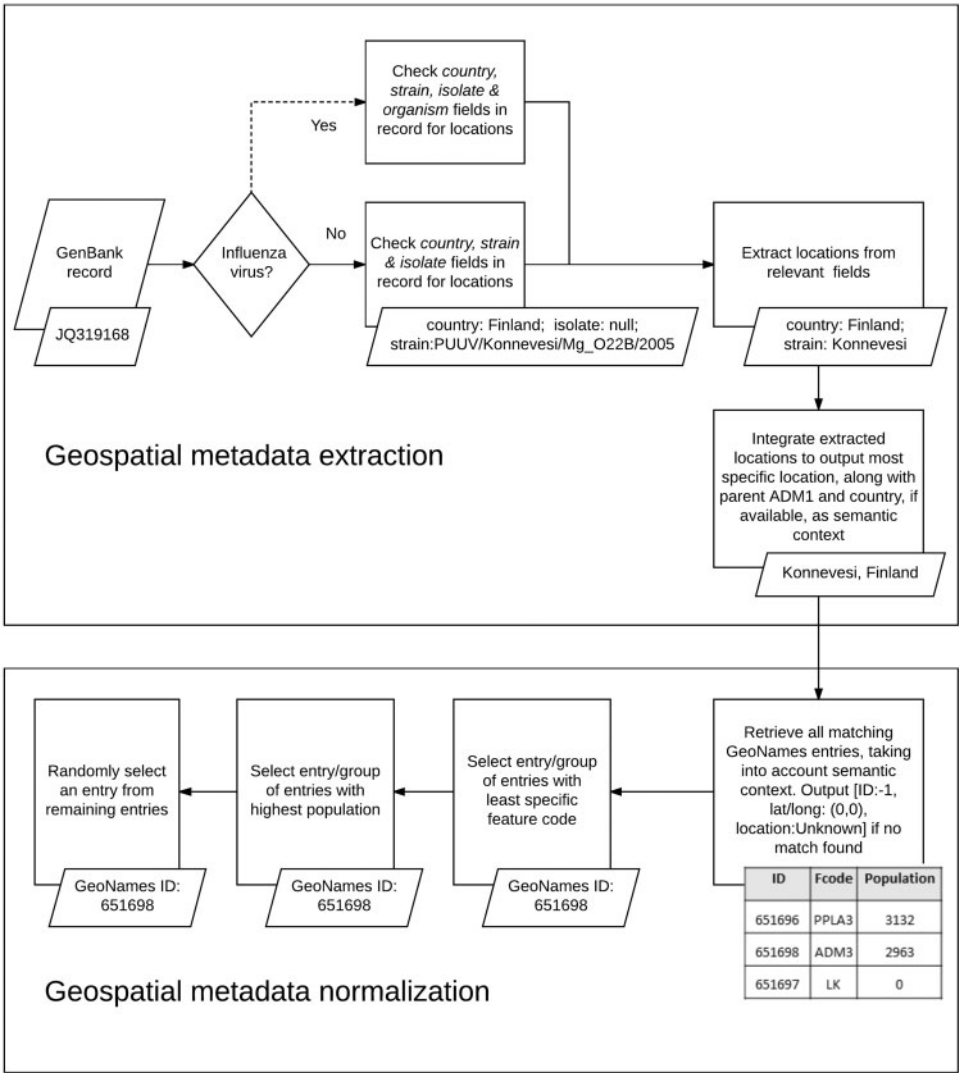 Check country,
strain, isolate &
organism fields in
record for locations
Yes
GenBank
record
JQ319168
Influenza
virus?
No
Check country, strain
& isolate fields in
record for locations
country: Finland; isolate: null;
strain:PUUV/Konnevesi/Mg_O22B/2005
Extract locations from
relevant fields
country: Finland;
strain: Konnevesi
Geospatial metadata extraction
Integrate extracted
locations to output most
specific location, along with
parent ADM1 and country, if
available, as semantic
context
Konnevesi, Finland
Retrieve all matching
GeoNames entries, taking
into account semantic
context. Output [ID:-1,
lat/long: (0,0),
location:Unknown] if no
match found
ID Fcode Population
651696 PPLA3 3132
651698 ADM3 2963
651697 LK 0
Select entry/group
of entries with
least specific
feature code
GeoNames ID:
651698
Select entry/group
of entries with
highest population
GeoNames ID:
651698
Randomly select
an entry from
remaining entries
GeoNames ID:
651698
Geospatial metadata normalization